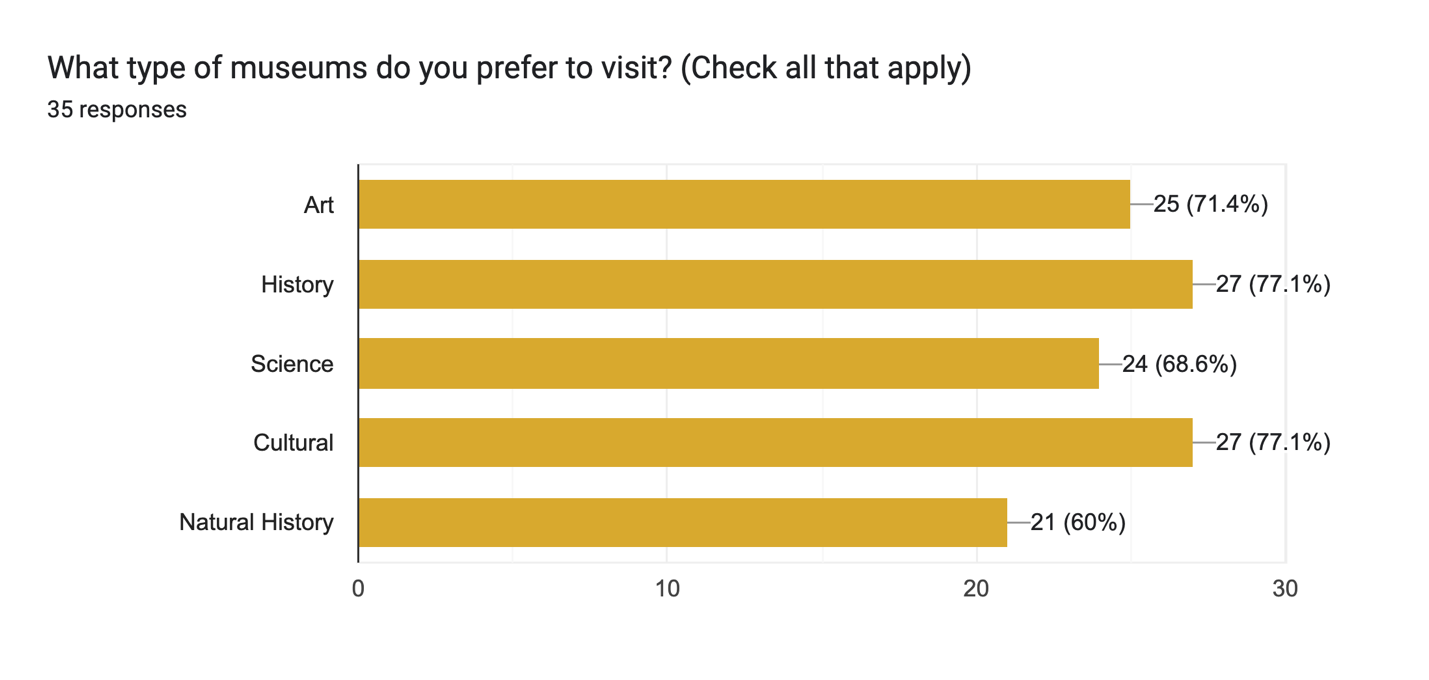 What type of museums do you prefer to visit? (Check all that apply)
35 responses
Art 25 (71.4%)
History 27 (77.1%)
Science 24 (68.6%)
Cultural 27 (77.1%)
Natural History 21 (60%)
0 10 20 30